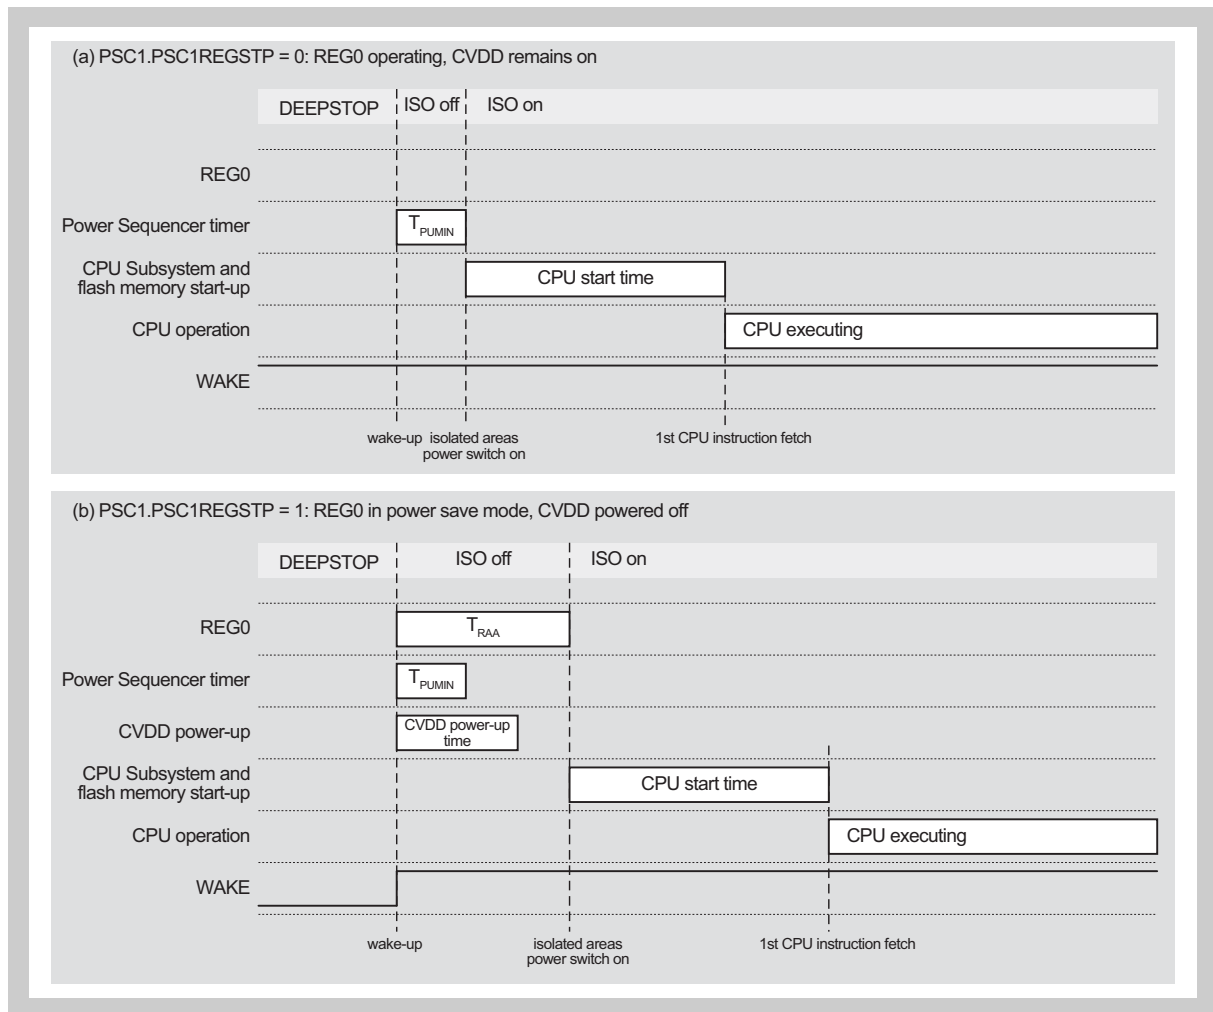 (a) PSC1.PSC1REGSTP = 0: REG0 operating, CVDD remains on
DEEPSTOP ISO off ISO on
REG0
Power Sequencer timer TPUMIN
CPU Subsystem and
flash memory start-up CPU start time
CPU operation CPU executing
WAKE
wake-up isolated areas 1st CPU instruction fetch
power switch on
(b) PSC1.PSC1REGSTP = 1: REG0 in power save mode, CVDD powered off
DEEPSTOP ISO off ISO on
REG0 TRAA
Power Sequencer timer TPUMIN
CVDD power-up CVDD power-up
time
CPU Subsystem and
flash memory start-up CPU start time
CPU operation CPU executing
WAKE
wake-up isolated areas 1st CPU instruction fetch
power switch on